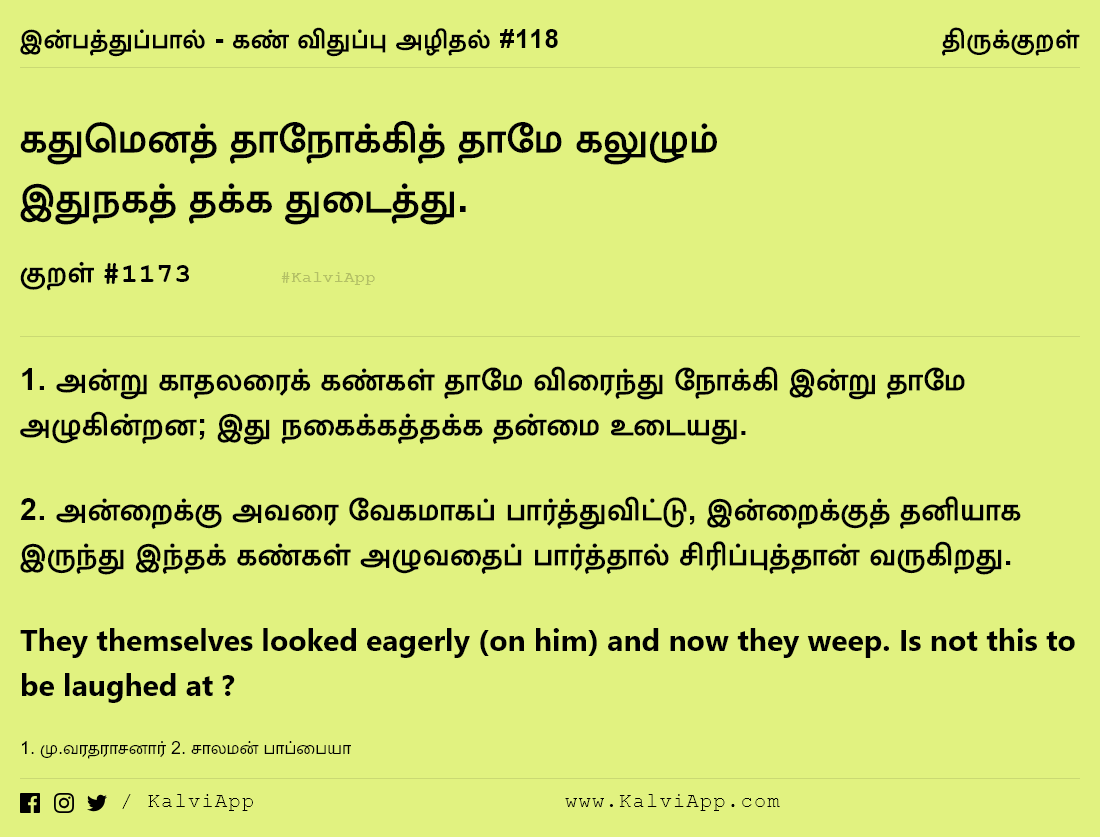 இன்பத்துப்பால் - கண் விதுப்பு அழிதல் #118 திருக்குறள்
கதுமெனத் தாநோக்கித் தாமே கலுழும்
இதுநகத் தக்க துடைத்து.
குறள் #1173 #KalviApp
1. அன்று காதலரைக் கண்கள் தாமே விரைந்து நோக்கி இன்று தாமே
அழுகின்றன; இது நகைக்கத்தக்க தன்மை உடையது.
2. அன்றைக்கு அவரை வேகமாகப் பார்த்துவிட்டு, இன்றைக்குத் தனியாக
இருந்து இந்தக் கண்கள் அழுவதைப் பார்த்தால் சிரிப்புத்தான் வருகிறது.
They themselves looked eagerly (on him) and now they weep. Is not this to
be laughed at ?
1. மு.வரதராசனார் 2. சாலமன் பாப்பையா
/ KalviApp www.KalviApp.com